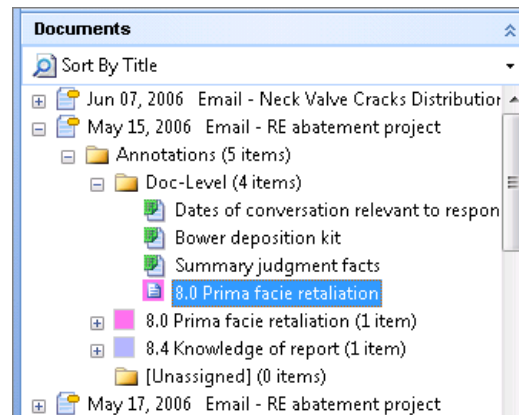 Documents
Sort By Title
Jun 07, 2006 Email - Neck Valve Cracks Distribution
May 15, 2006 Email - RE abatement project
Annotations (5 items)
Doc-Level (4 items)
Dates of conversation relevant to respon
Bower deposition kit
Summary judgment facts
8.0 Prima facie retaliation
8.0 Prima facie retaliation (1 item)
8.4 Knowledge of report (1 item)
[Unassigned] (0 items)
May 17, 2006 Email - RE abatement project